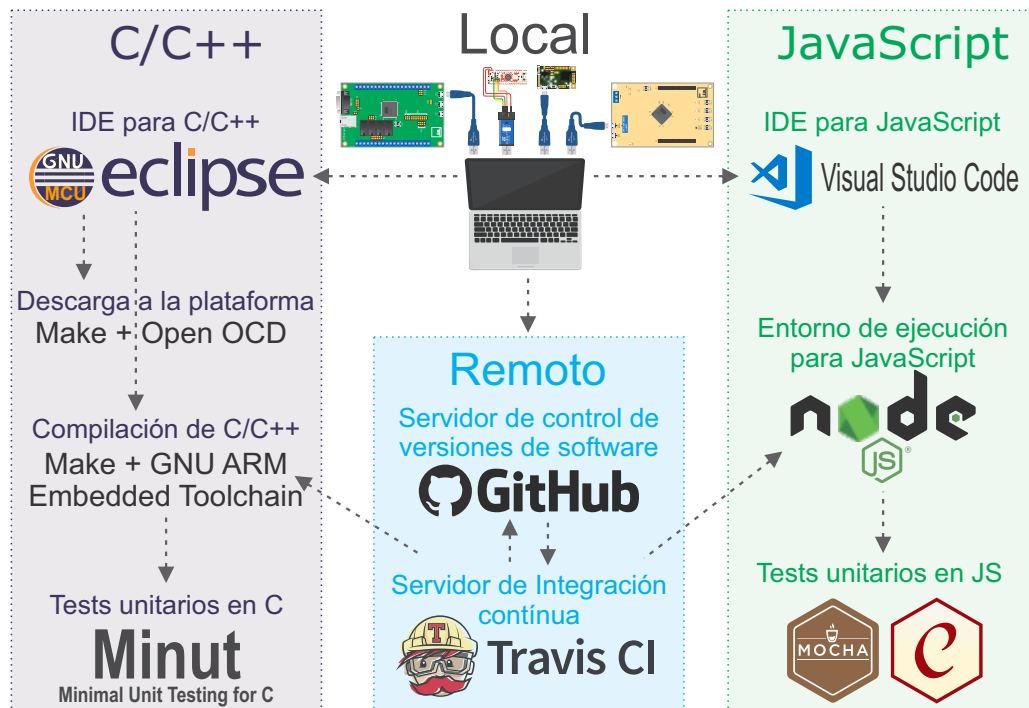 C/C++
IDE para C/C++
GNU
MCU
eclipse
Descarga a la plataforma
Make + Open OCD
Compilación de C/C++
Make + GNU ARM
Embedded Toolchain
Tests unitarios en C
Minut
Minimal Unit Testing for C
Local
Remoto
Servidor de control de
versiones de software
GitHub
Servidor de Integración
contínua
T
Travis CI
JavaScript
IDE para JavaScript
Visual Studio Code
Entorno de ejecución
para JavaScript
node
JS®
Tests unitarios en JS
MOCHA
C